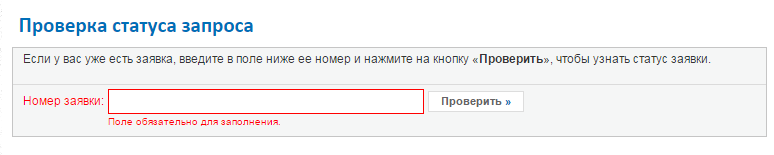 Проверка статуса запроса
Если у вас уже есть заявка, введите в поле ниже ее номер и нажмите на кнопку «Проверить», чтобы узнать статус заявки.
Номер заявки: Проверить »
Поле обязательно для заполнения.